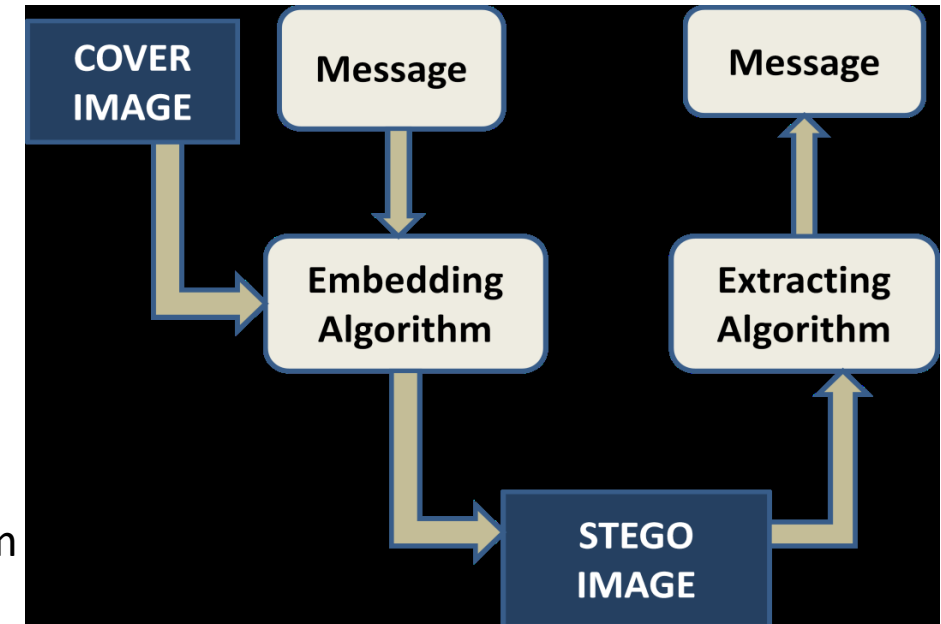 COVER
IMAGE
Message
Message
Embedding
Algorithm
Extracting
Algorithm
STEGO
IMAGE